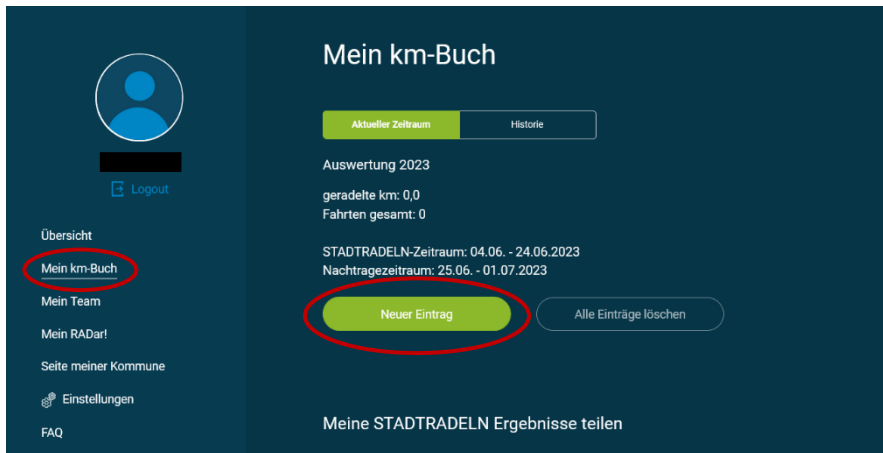 Logout
Übersicht
Mein km-Buch
Mein Team
Mein RADar!
Seite meiner Kommune
Einstellungen
FAQ
Mein km-Buch
Aktueller Zeitraum
Historie
Auswertung 2023
geradelte km: 0,0
Fahrten gesamt: 0
STADTRADELN-Zeitraum: 04.06. - 24.06.2023
Nachtragezeitraum: 25.06. - 01.07.2023
Neuer Eintrag
Alle Einträge löschen
Meine STADTRADELN Ergebnisse teilen